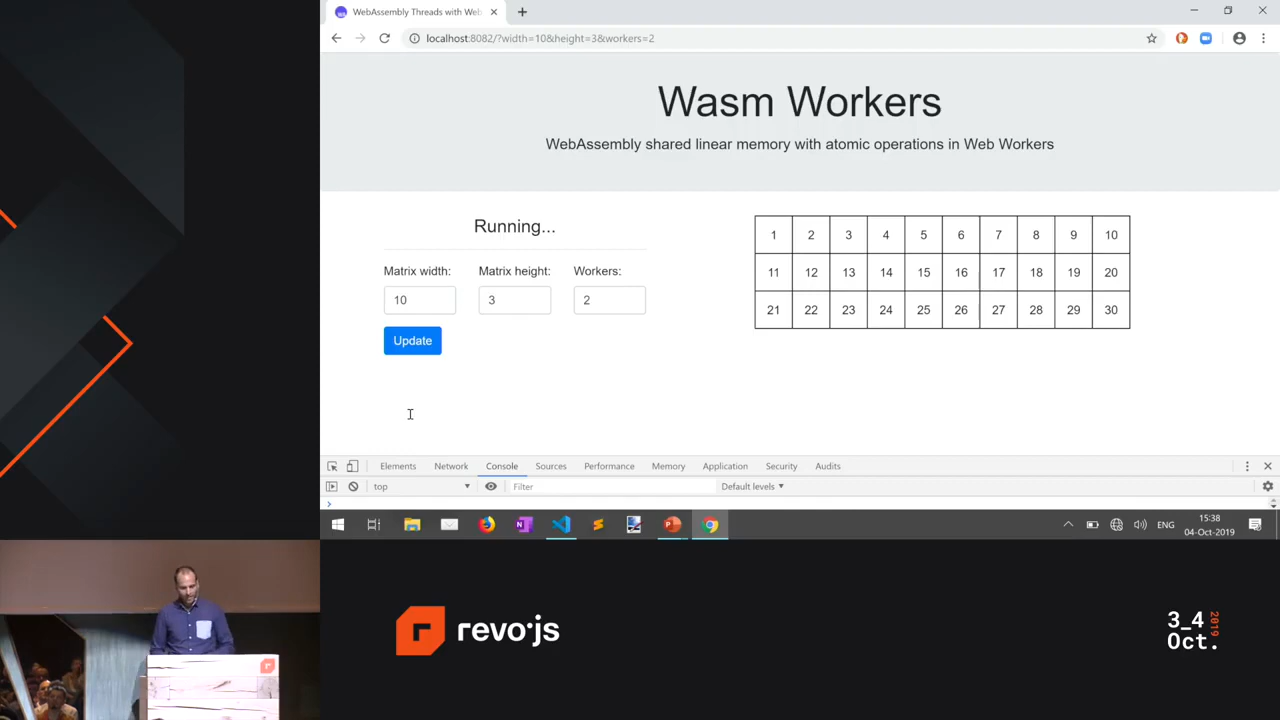 WebAssembly Threads with Web
localhost:8082/?width=10&height=3&workers=2
Wasm Workers
WebAssembly shared linear memory with atomic operations in Web Workers
Running...
Matrix width: Matrix height: Workers:
10 3 2
Update
1 2 3 4 5 6 7 8 9 10
11 12 13 14 15 16 17 18 19 20
21 22 23 24 25 26 27 28 29 30
Elements Network Console Sources Performance Memory Application Security Audits
top Filter Default levels
ENG 15:38
04-Oct-2019
r revo·js
3_4 2019
Oct.